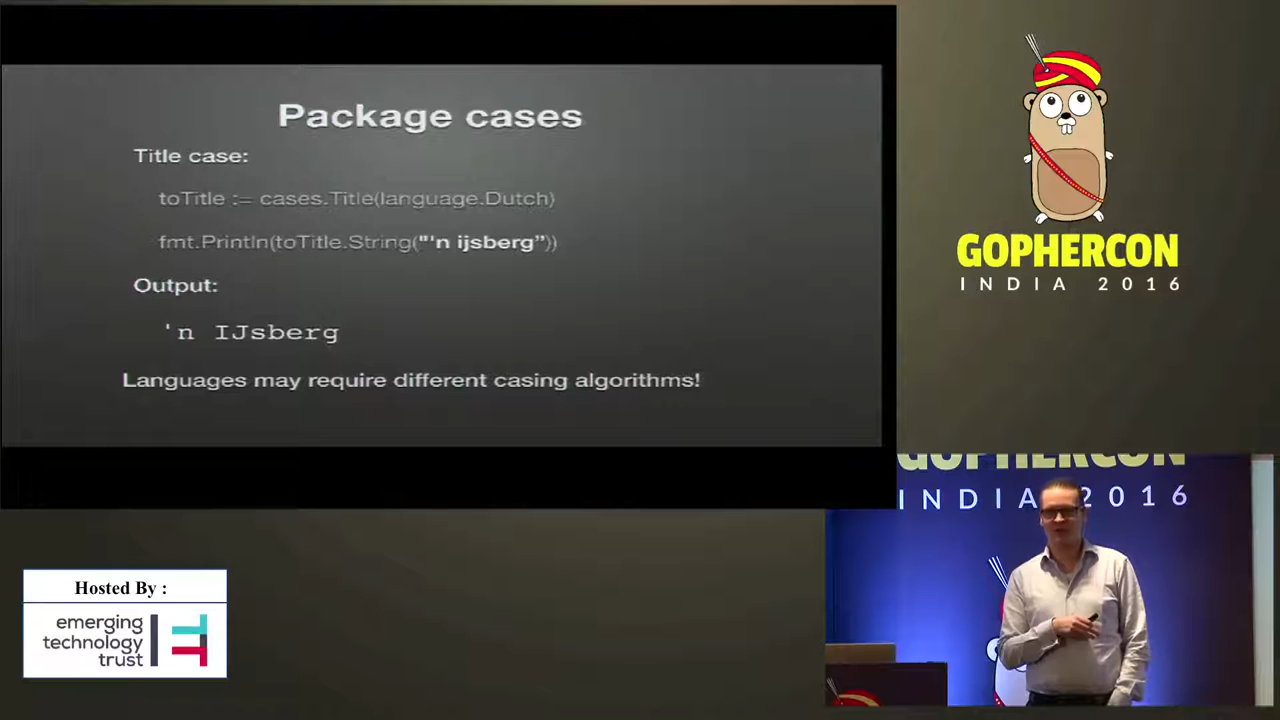 Package cases
Title case:
toTitle := cases.Title(language.Dutch)
fmt.Println(toTitle.String("'n ijsberg”))
Output:
'n IJsberg
Languages may require different casing algorithms!
GOPHERCON
INDIA 2016
GOPHERCON
INDIA 2016
Hosted By :
emerging
technology
trust